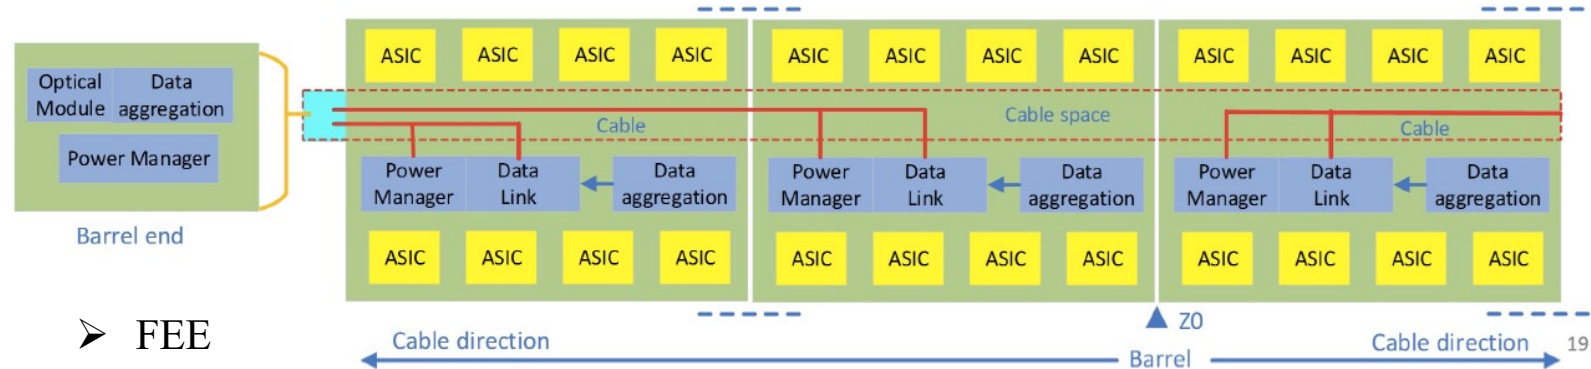 ASIC ASIC ASIC ASIC ASIC ASIC ASIC ASIC ASIC ASIC ASIC ASIC
Optical Module
Data aggregation
Power Manager
Barrel end
Cable
Cable space
Cable
Power Manager
Data Link
Data aggregation
Power Manager
Data Link
Data aggregation
Power Manager
Data Link
Data aggregation
ASIC ASIC ASIC ASIC ASIC ASIC ASIC ASIC ASIC ASIC ASIC ASIC
➢ FEE
Z0
Cable direction
Barrel
Cable direction
19